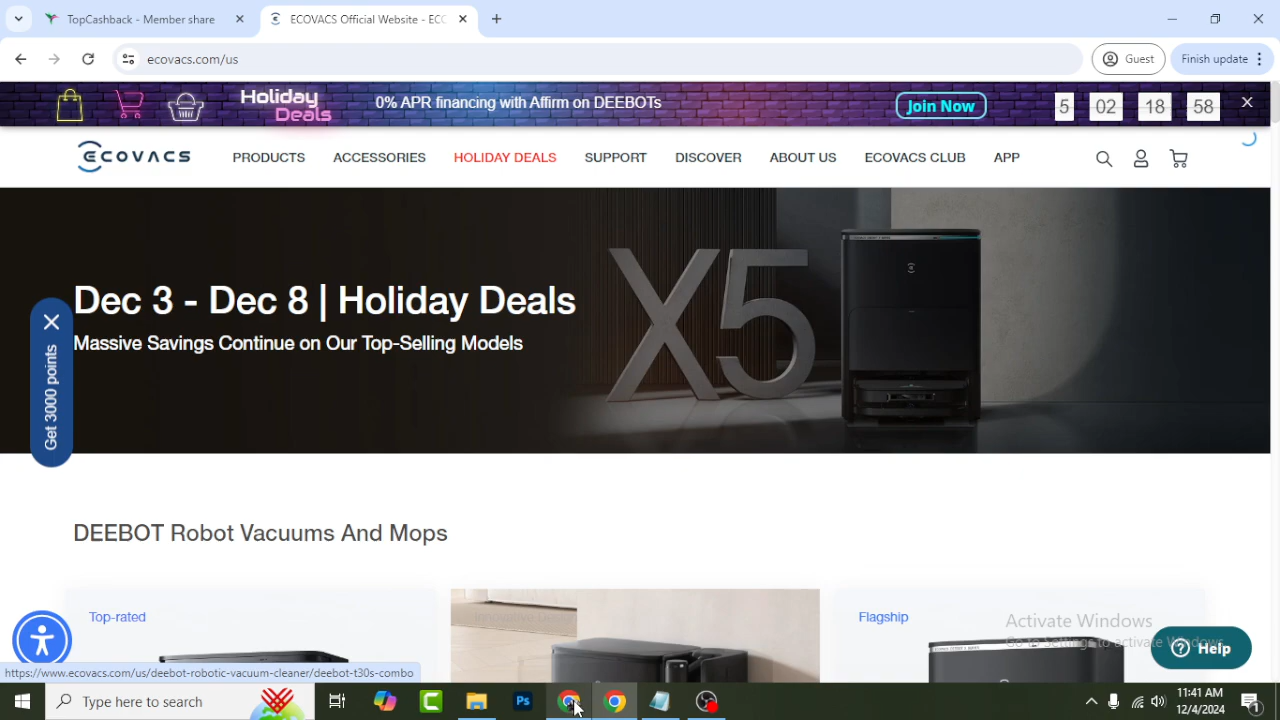 TopCashback - Member share
ECOVACS Official Website - ECC
ecovacs.com/us
Guest
Finish update
Holiday
Deals
0% APR financing with Affirm on DEEBOTs
Join Now
5 02 18 58
ECOVACS
PRODUCTS ACCESSORIES HOLIDAY DEALS SUPPORT DISCOVER ABOUT US ECOVACS CLUB APP
X5
Dec 3 - Dec 8 | Holiday Deals
Massive Savings Continue on Our Top-Selling Models
Get 3000 points
DEEBOT Robot Vacuums And Mops
Top-rated
Flagship
Activate Windows
Go to Settings to activate Windows.
Help
https://www.ecovacs.com/us/deebot-robotic-vacuum-cleaner/deebot-t30s-combo
Type here to search
Ps
11:41 AM
12/4/2024
1